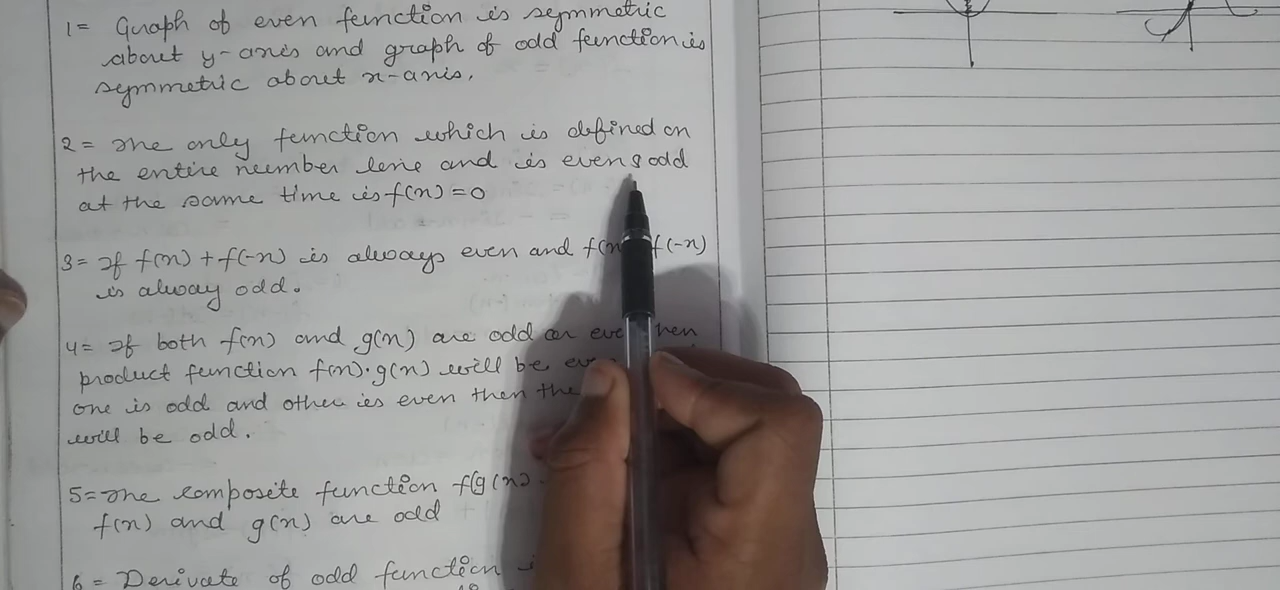 1= Graph of even function is symmetric
about y-axis and graph of odd function is
symmetric about x-axis.
2= The only function which is defined on
the entire number line and is even & odd
at the same time is f(x)=0
3= If f(x)+f(-x) is always even and f(-x)
is alway odd.
4= If both f(x) and g(x) are odd or
product function f(x).g(x) will be
one is odd and other is even then
will be odd.
5= The composite function
f(x) and g(x) are odd
6= Derivate of odd function